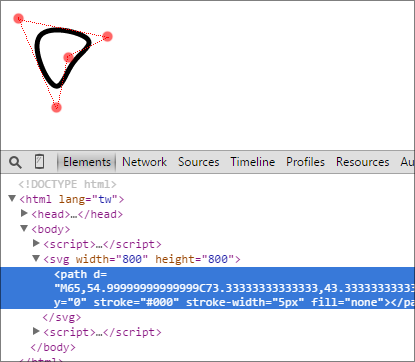 Elements Network Sources Timeline Profiles Resources Au
<!DOCTYPE html>
▼<html lang="tw">
▶<head>…</head>
▼<body>
▶<script>…</script>
▼<svg width="800" height="800">
<path d=
"M65,54.99999999999999C73.33333333333333,43.33333333333
y="0" stroke="#000" stroke-width="5px" fill="none"></pa
</svg>
▶<script>…</script>
</body>
</html>